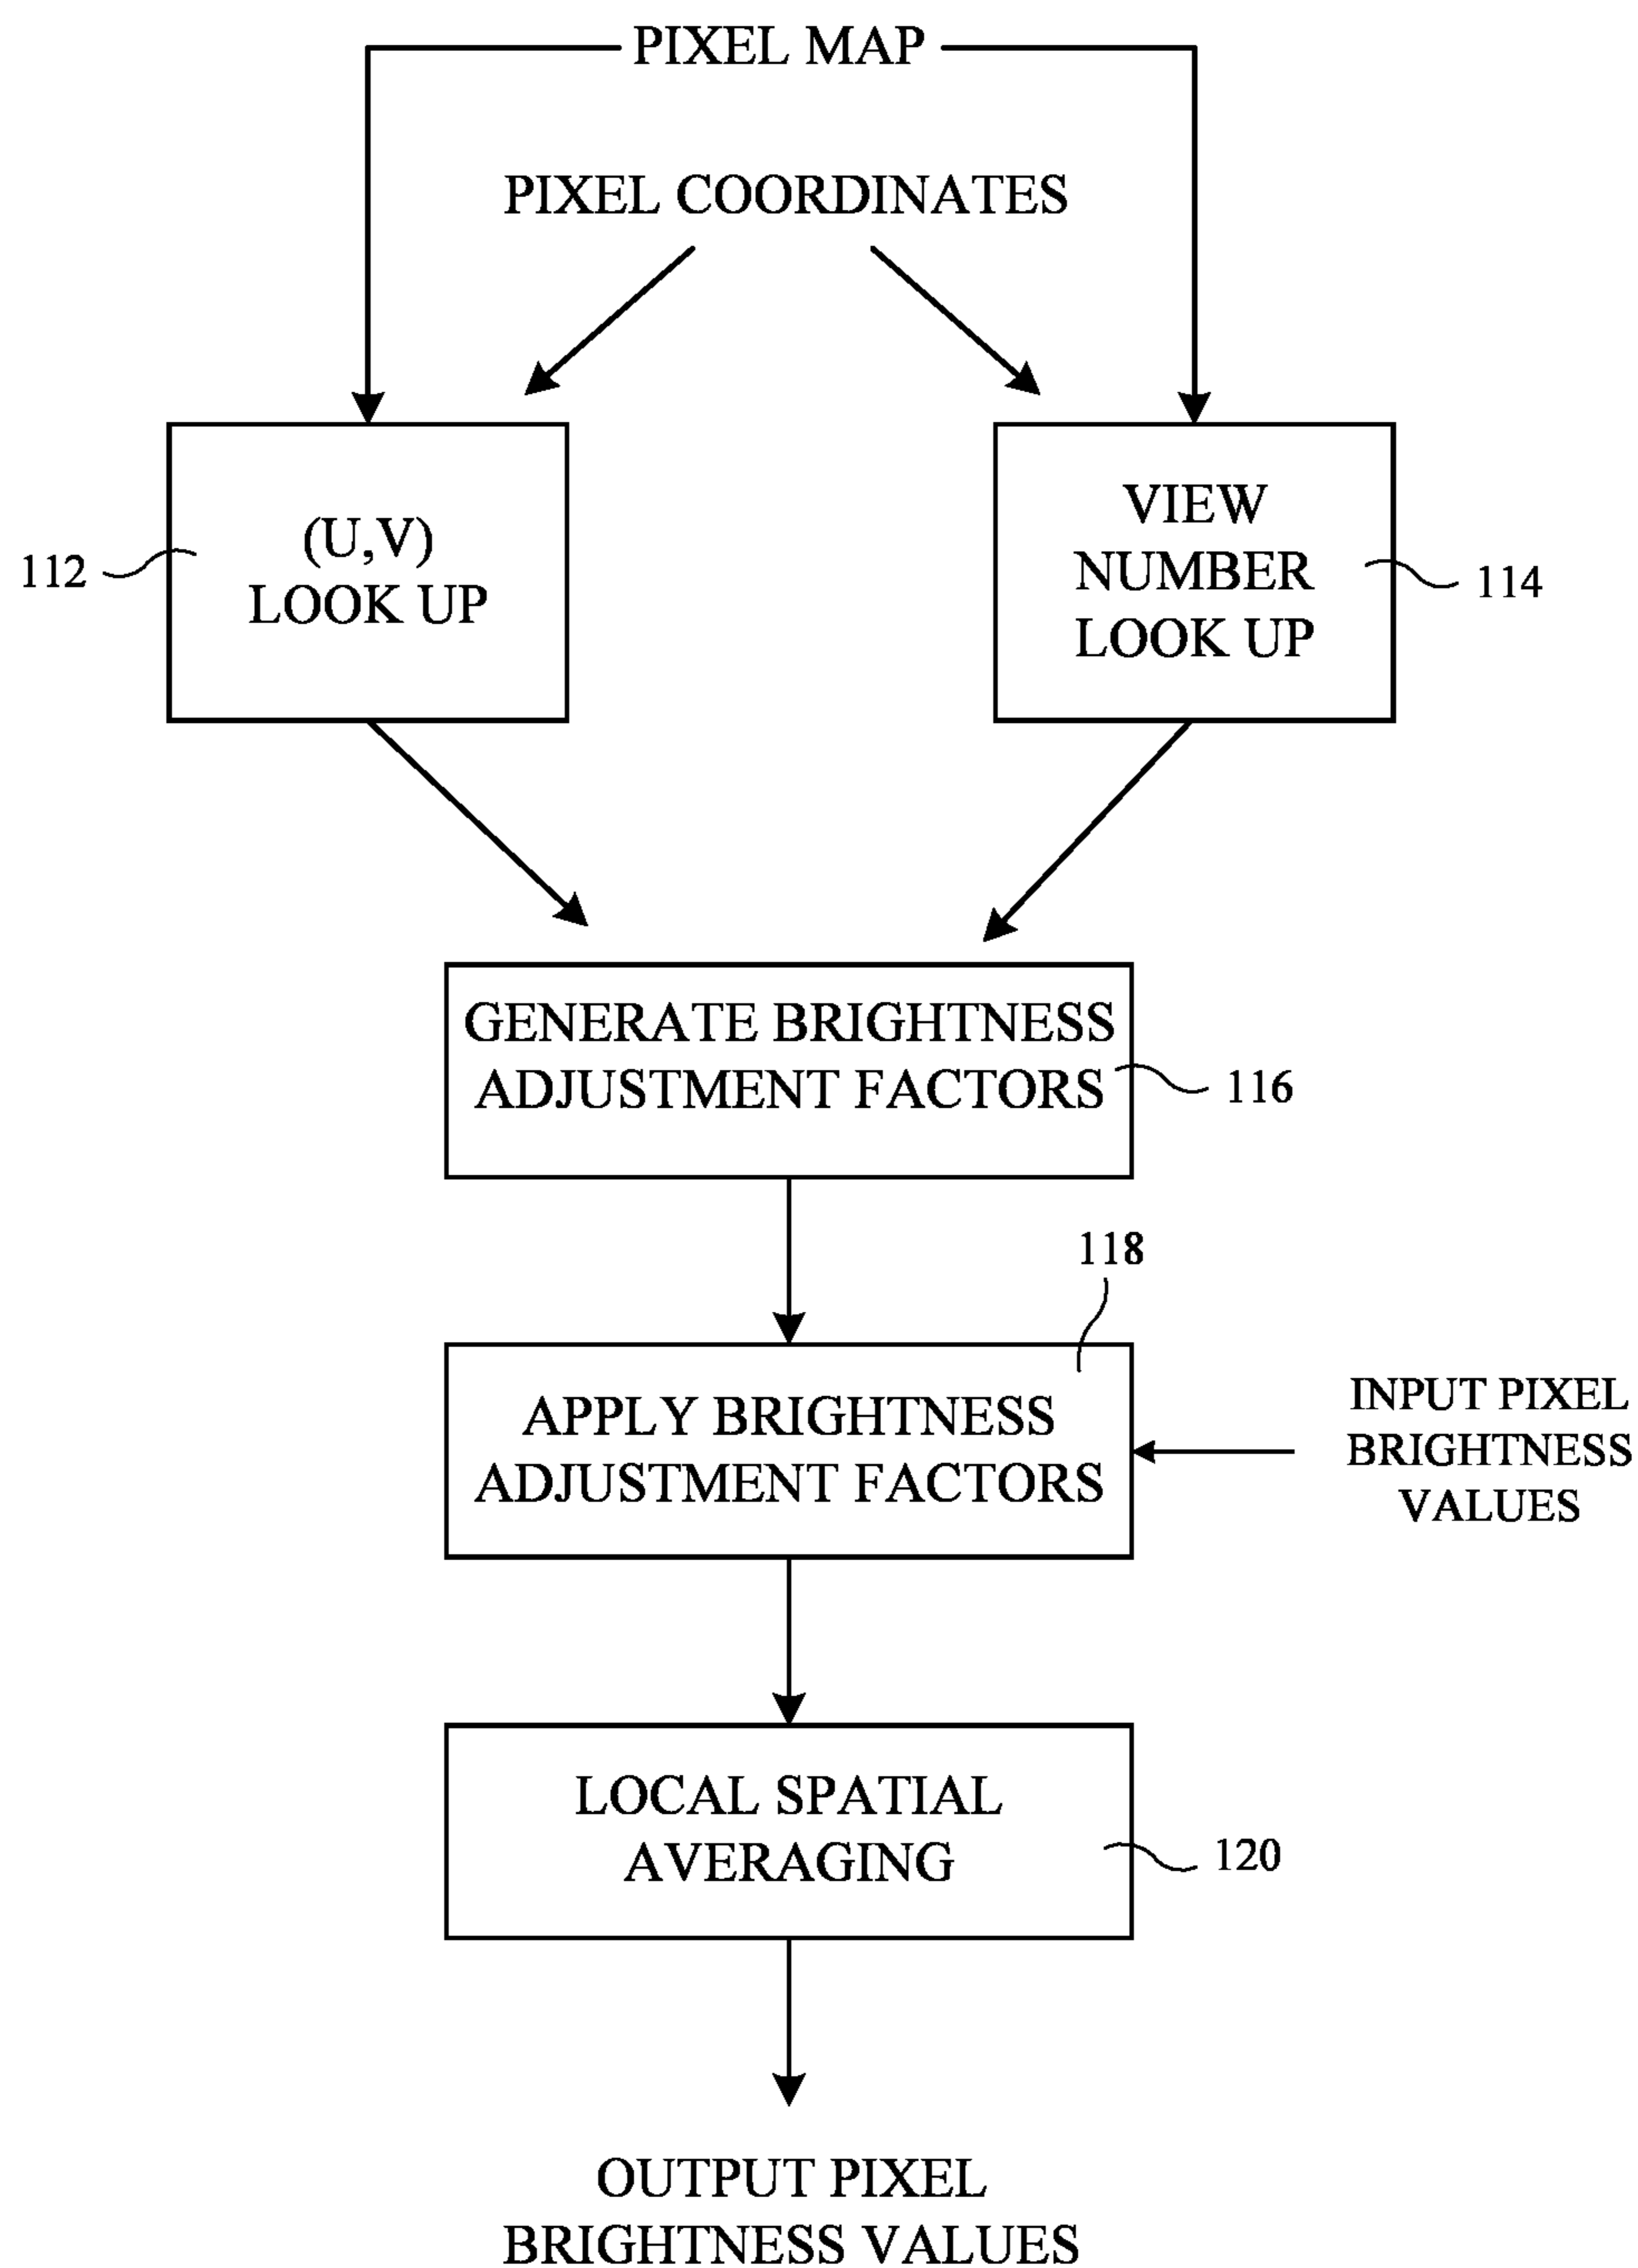 PIXEL MAP
PIXEL COORDINATES
(U,V)
LOOK UP
112
VIEW
NUMBER
LOOK UP
114
GENERATE BRIGHTNESS
ADJUSTMENT FACTORS
116
118
APPLY BRIGHTNESS
ADJUSTMENT FACTORS
INPUT PIXEL
BRIGHTNESS
VALUES
LOCAL SPATIAL
AVERAGING
120
OUTPUT PIXEL
BRIGHTNESS VALUES